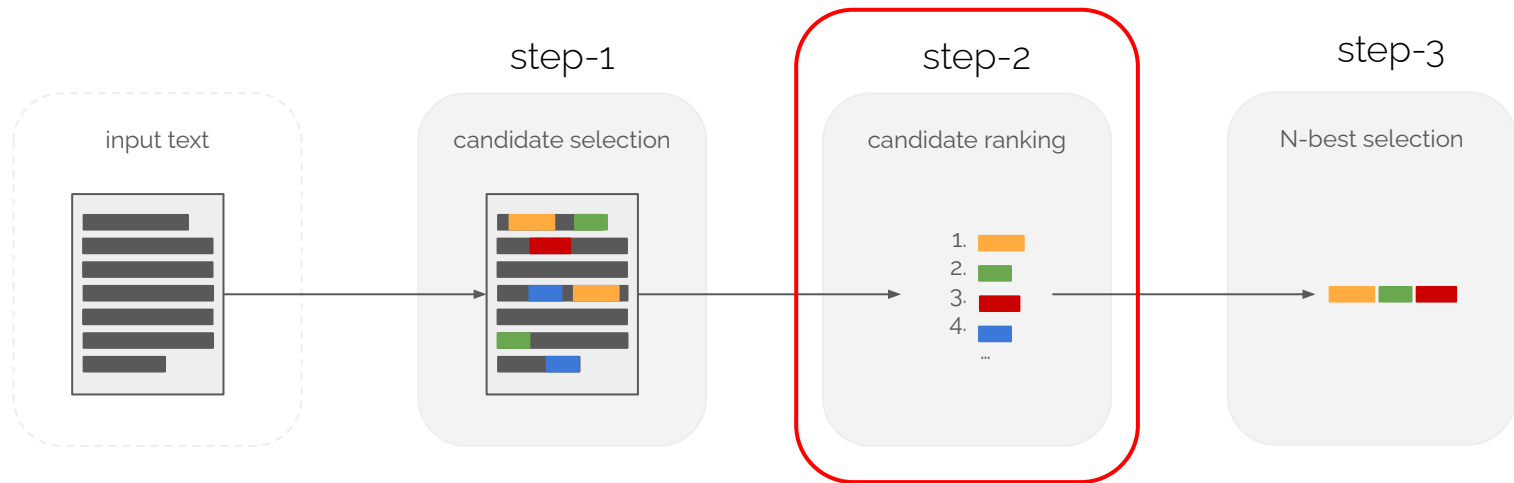 step-1
step-2
step-3
input text
candidate selection
candidate ranking
N-best selection
1.
2.
3.
4.
...